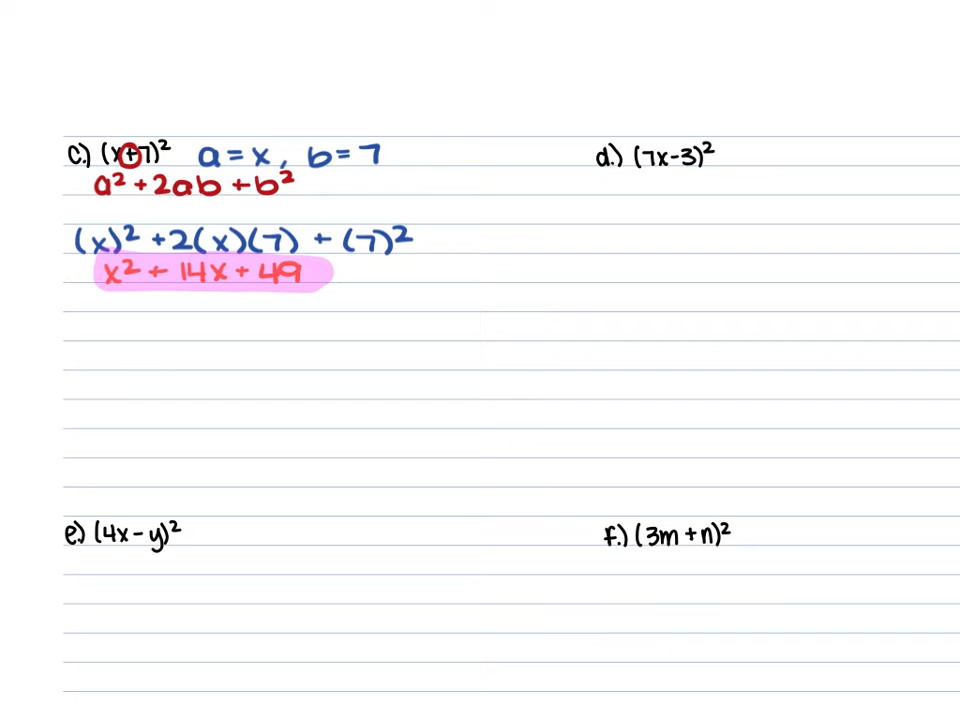 c.) (x+7)² a = x, b = 7
a² + 2ab + b²
(x)² + 2(x)(7) + (7)²
x² + 14x + 49
d.) (7x-3)²
e.) (4x - y)²
f.) (3m + n)²